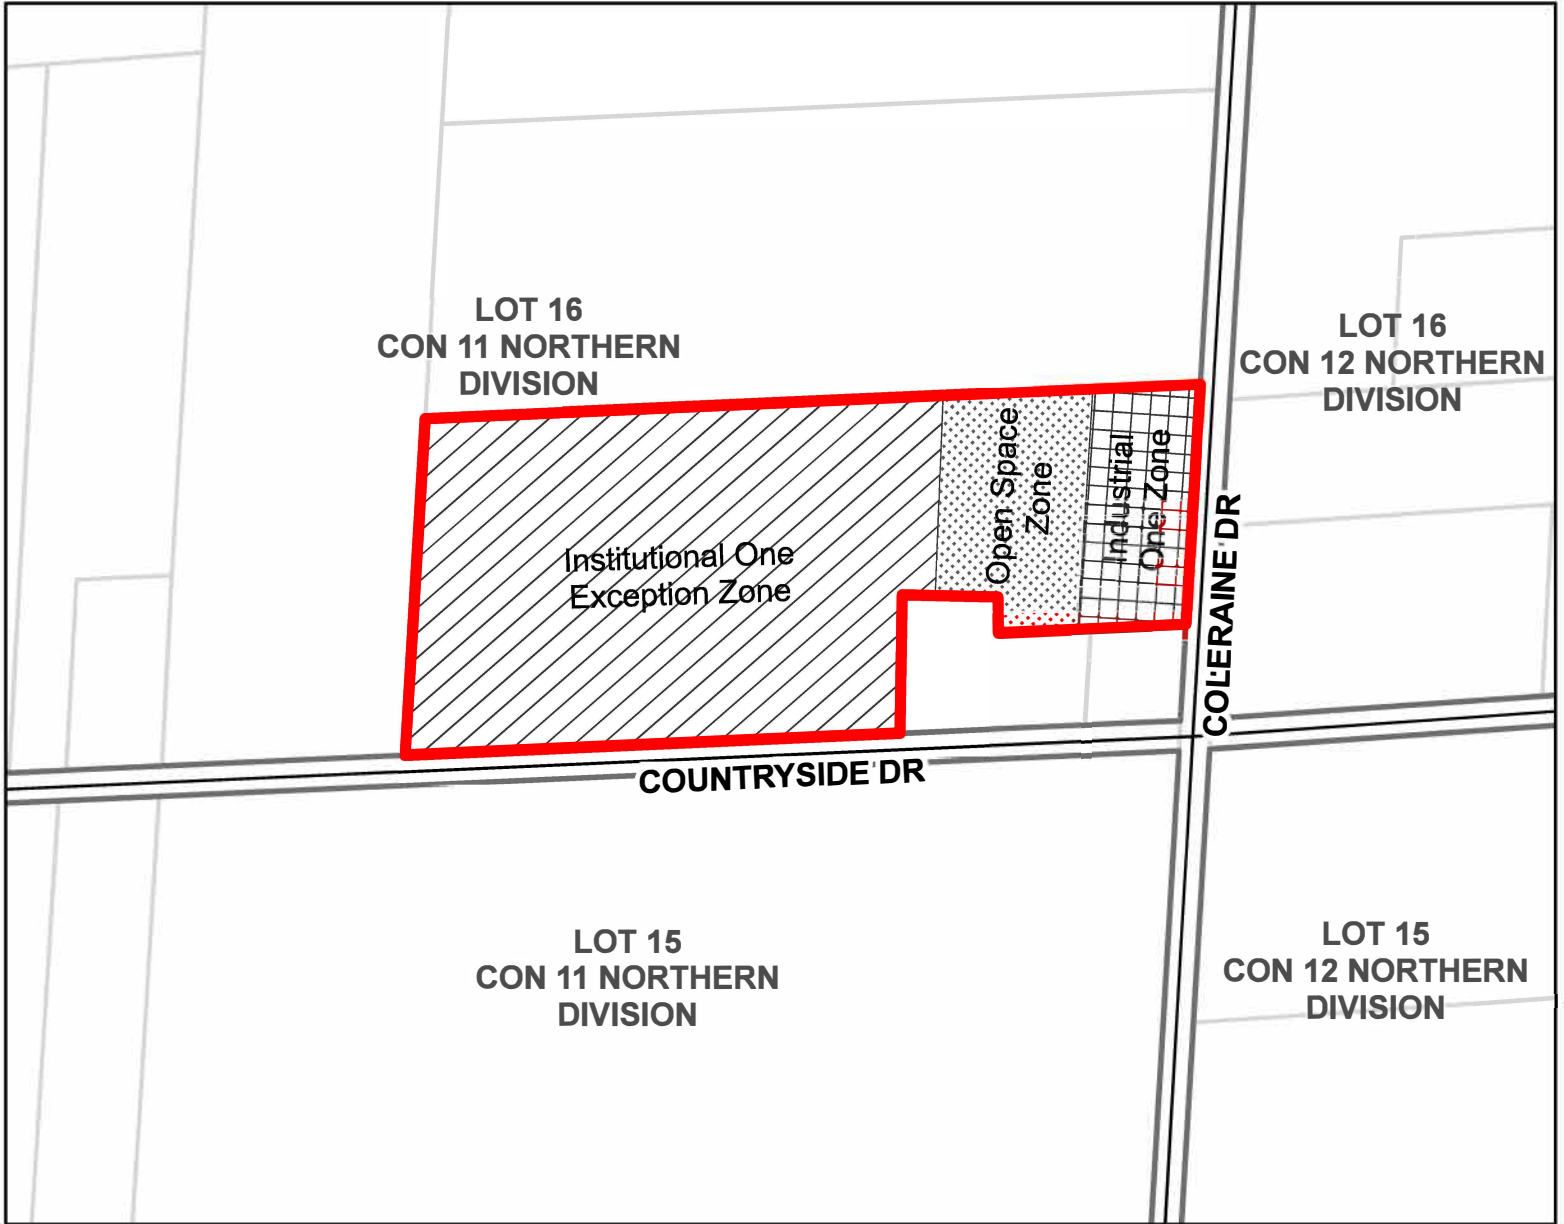 LOT 16
CON 11 NORTHERN
DIVISION
LOT 16
CON 12 NORTHERN
DIVISION
Institutional One
Exception Zone
Open Space
Zone
Industrial
One Zone
COLERAINE DR
COUNTRYSIDE DR
LOT 15
CON 11 NORTHERN
DIVISION
LOT 15
CON 12 NORTHERN
DIVISION